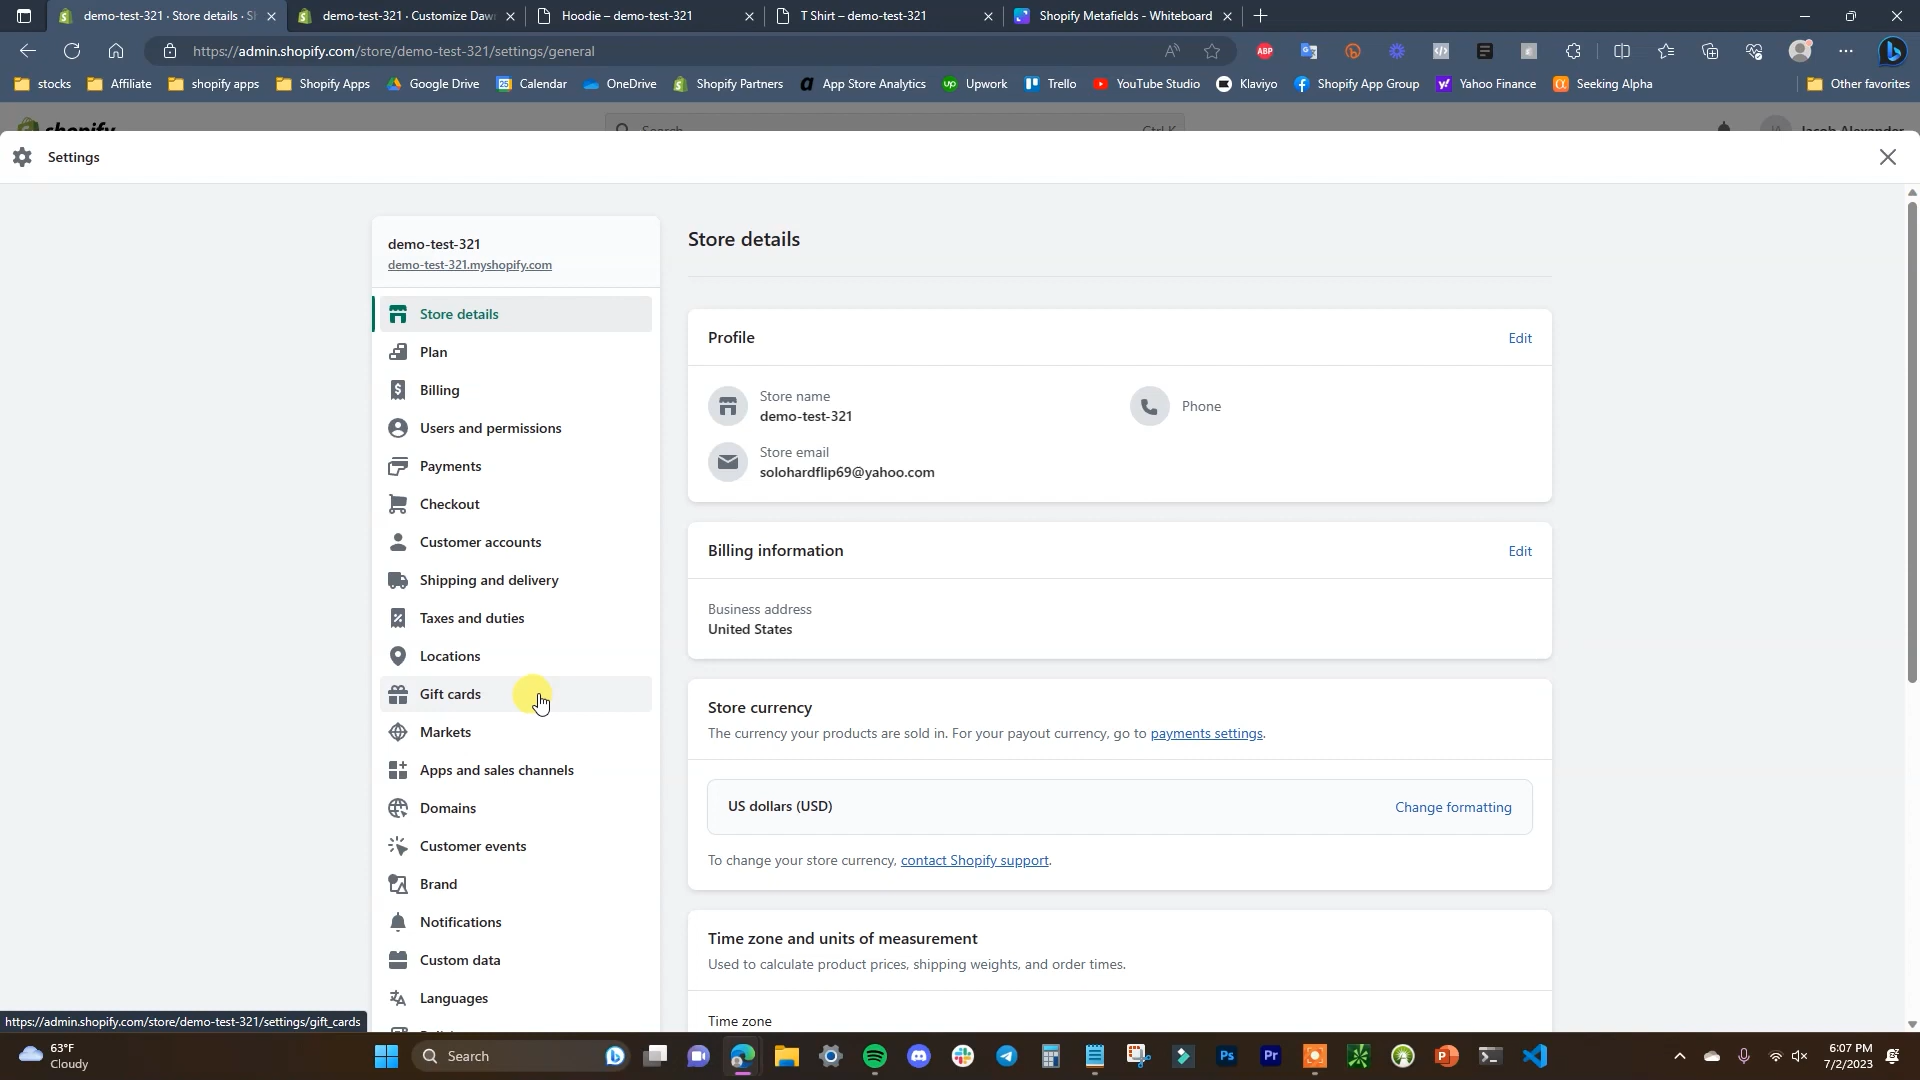 demo-test-321 · Store details · S
demo-test-321 · Customize Daw
Hoodie – demo-test-321
T Shirt – demo-test-321
Shopify Metafields - Whiteboard
https://admin.shopify.com/store/demo-test-321/settings/general
stocks
Affiliate
shopify apps
Shopify Apps
Google Drive
Calendar
OneDrive
Shopify Partners
App Store Analytics
Upwork
Trello
YouTube Studio
Klaviyo
Shopify App Group
Yahoo Finance
Seeking Alpha
Other favorites
shopify
Search
Ctrl K
Jacob Alexander
Settings
demo-test-321
demo-test-321.myshopify.com
Store details
Plan
Billing
Users and permissions
Payments
Checkout
Customer accounts
Shipping and delivery
Taxes and duties
Locations
Gift cards
Markets
Apps and sales channels
Domains
Customer events
Brand
Notifications
Custom data
Languages
Store details
Profile
Edit
Store name
demo-test-321
Phone
Store email
solohardflip69@yahoo.com
Billing information
Edit
Business address
United States
Store currency
The currency your products are sold in. For your payout currency, go to payments settings.
US dollars (USD)
Change formatting
To change your store currency, contact Shopify support.
Time zone and units of measurement
Used to calculate product prices, shipping weights, and order times.
Time zone
https://admin.shopify.com/store/demo-test-321/settings/gift_cards
63°F
Cloudy
Search
6:07 PM
7/2/2023